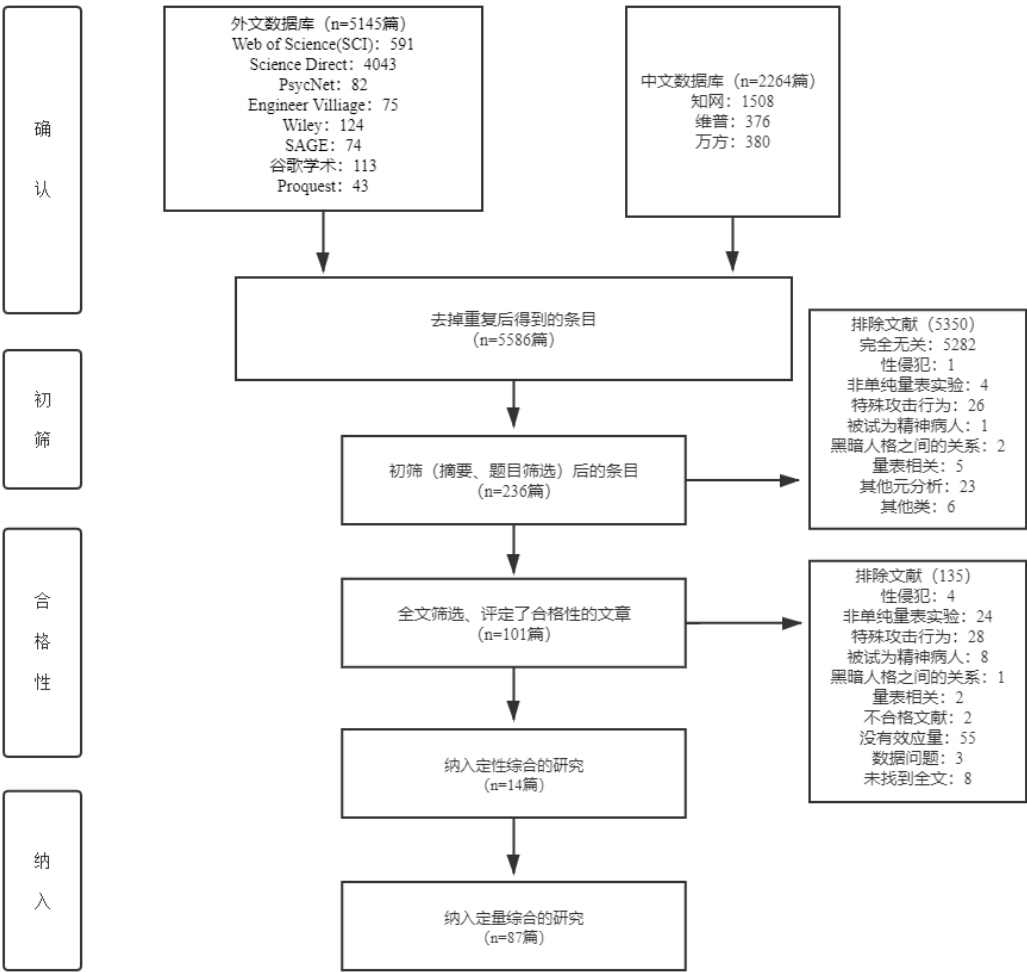 确
认
外文数据库（n=5145篇）
Web of Science(SCI)：591
Science Direct：4043
PsycNet：82
Engineer Villiage：75
Wiley：124
SAGE：74
谷歌学术：113
Proquest：43
中文数据库（n=2264篇）
知网：1508
维普：376
万方：380
去掉重复后得到的条目
（n=5586篇）
初
筛
初筛（摘要、题目筛选）后的条目
（n=236篇）
排除文献（5350）
完全无关：5282
性侵犯：1
非单纯量表实验：4
特殊攻击行为：26
被试为精神病人：1
黑暗人格之间的关系：2
量表相关：5
其他元分析：23
其他类：6
合
格
性
全文筛选、评定了合格性的文章
（n=101篇）
排除文献（135）
性侵犯：4
非单纯量表实验：24
特殊攻击行为：28
被试为精神病人：8
黑暗人格之间的关系：1
量表相关：2
不合格文献：2
没有效应量：55
数据问题：3
未找到全文：8
纳入定性综合的研究
（n=14篇）
纳
入
纳入定量综合的研究
（n=87篇）